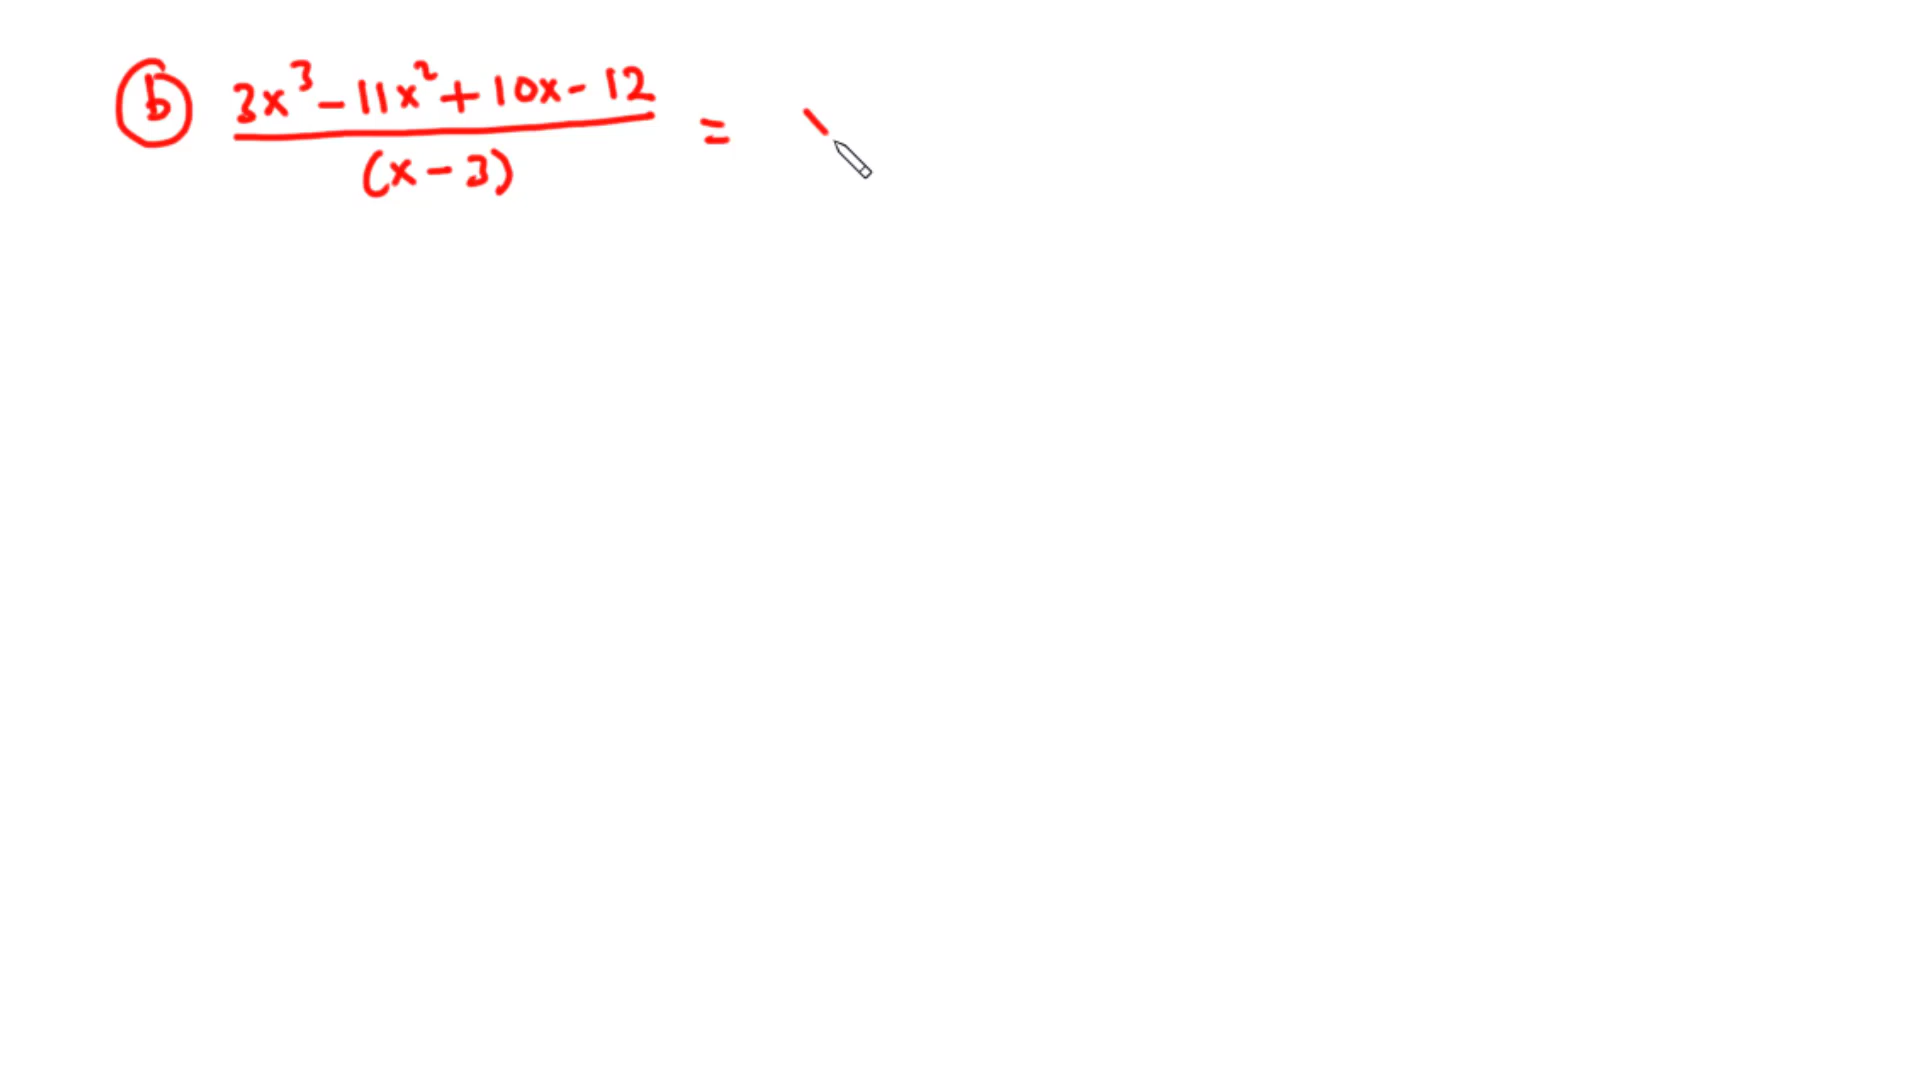 b 3x³ - 11x² + 10x - 12 =
(x - 3)